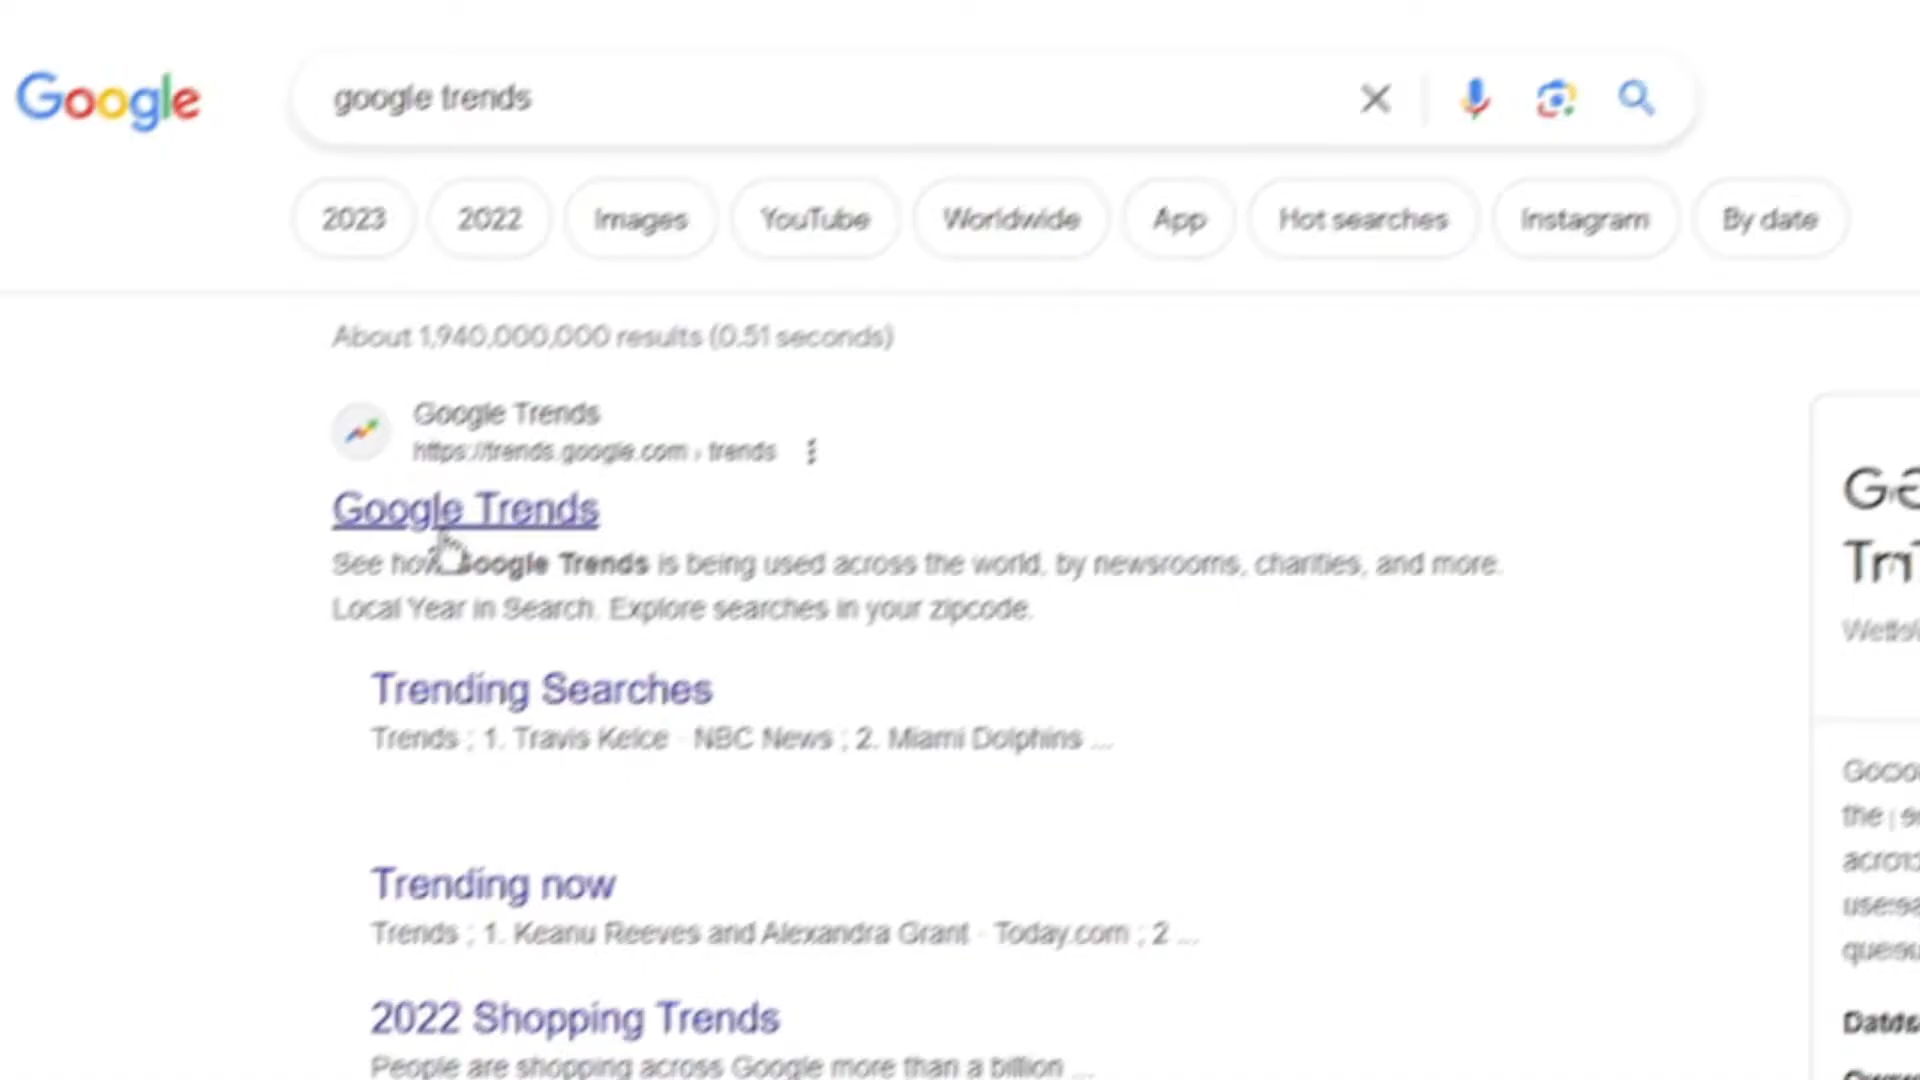 Google
google trends
2023 2022 Images YouTube Worldwide App Hot searches Instagram By date
About 1,940,000,000 results (0.51 seconds)
Google Trends
https://trends.google.com › trends
Google Trends
See how Google Trends is being used across the world, by newsrooms, charities, and more.
Local Year in Search. Explore searches in your zipcode.
Trending Searches
Trends ; 1. Travis Kelce · NBC News ; 2. Miami Dolphins ...
Trending now
Trends ; 1. Keanu Reeves and Alexandra Grant · Today.com ; 2 ...
2022 Shopping Trends
People are shopping across Google more than a billion ...
the